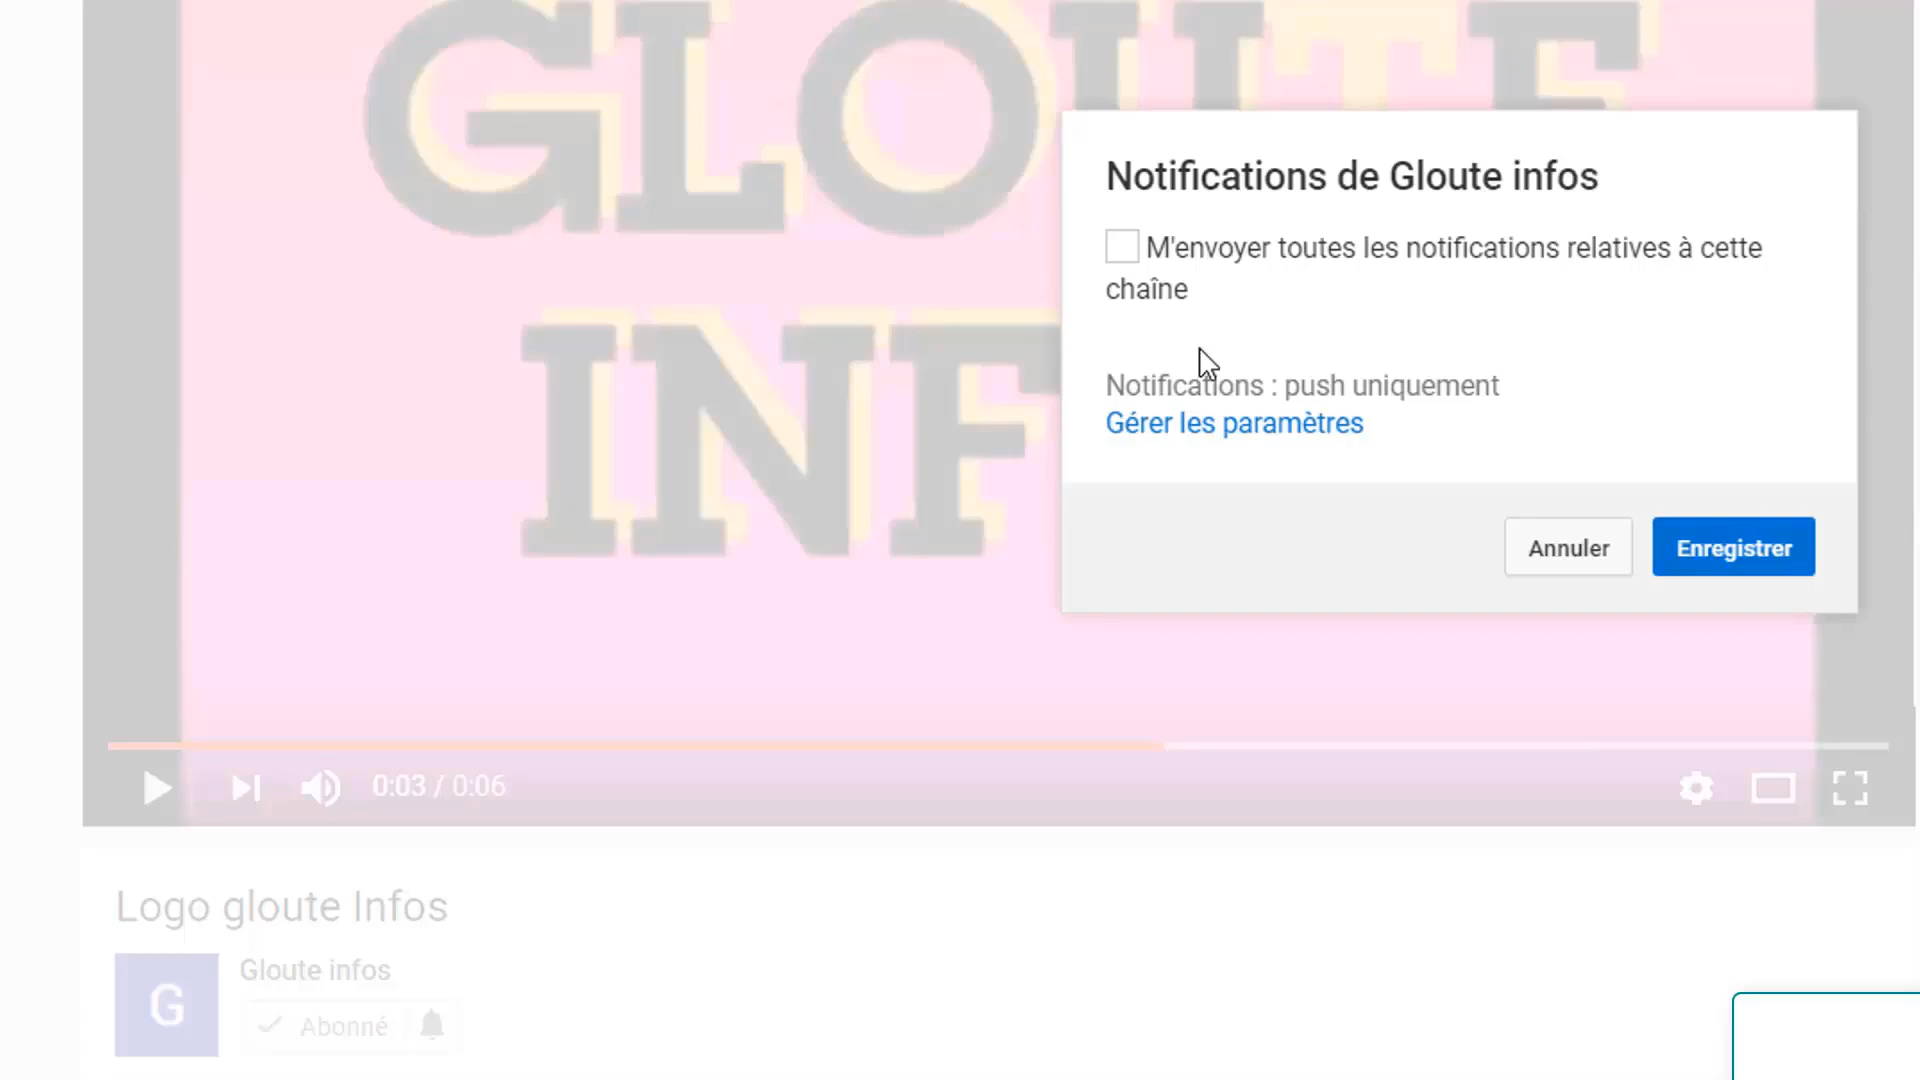 GLOUTE
INF
Notifications de Gloute infos
M'envoyer toutes les notifications relatives à cette
chaîne
Notifications : push uniquement
Gérer les paramètres
Annuler
Enregistrer
0:03 / 0:06
Logo gloute Infos
G
Gloute infos
Abonné